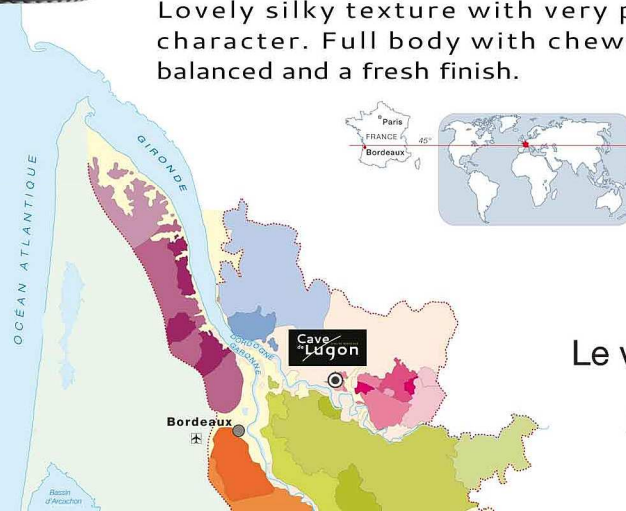 Lovely silky texture with very
character. Full body with chew
balanced and a fresh finish.
GIRONDE
OCÉAN ATLANTIQUE
Paris
FRANCE
45°
Bordeaux
Cave
de Lugon
DORDOGNE
GARONNE
Le
Bordeaux
Bassin
d'Arcachon